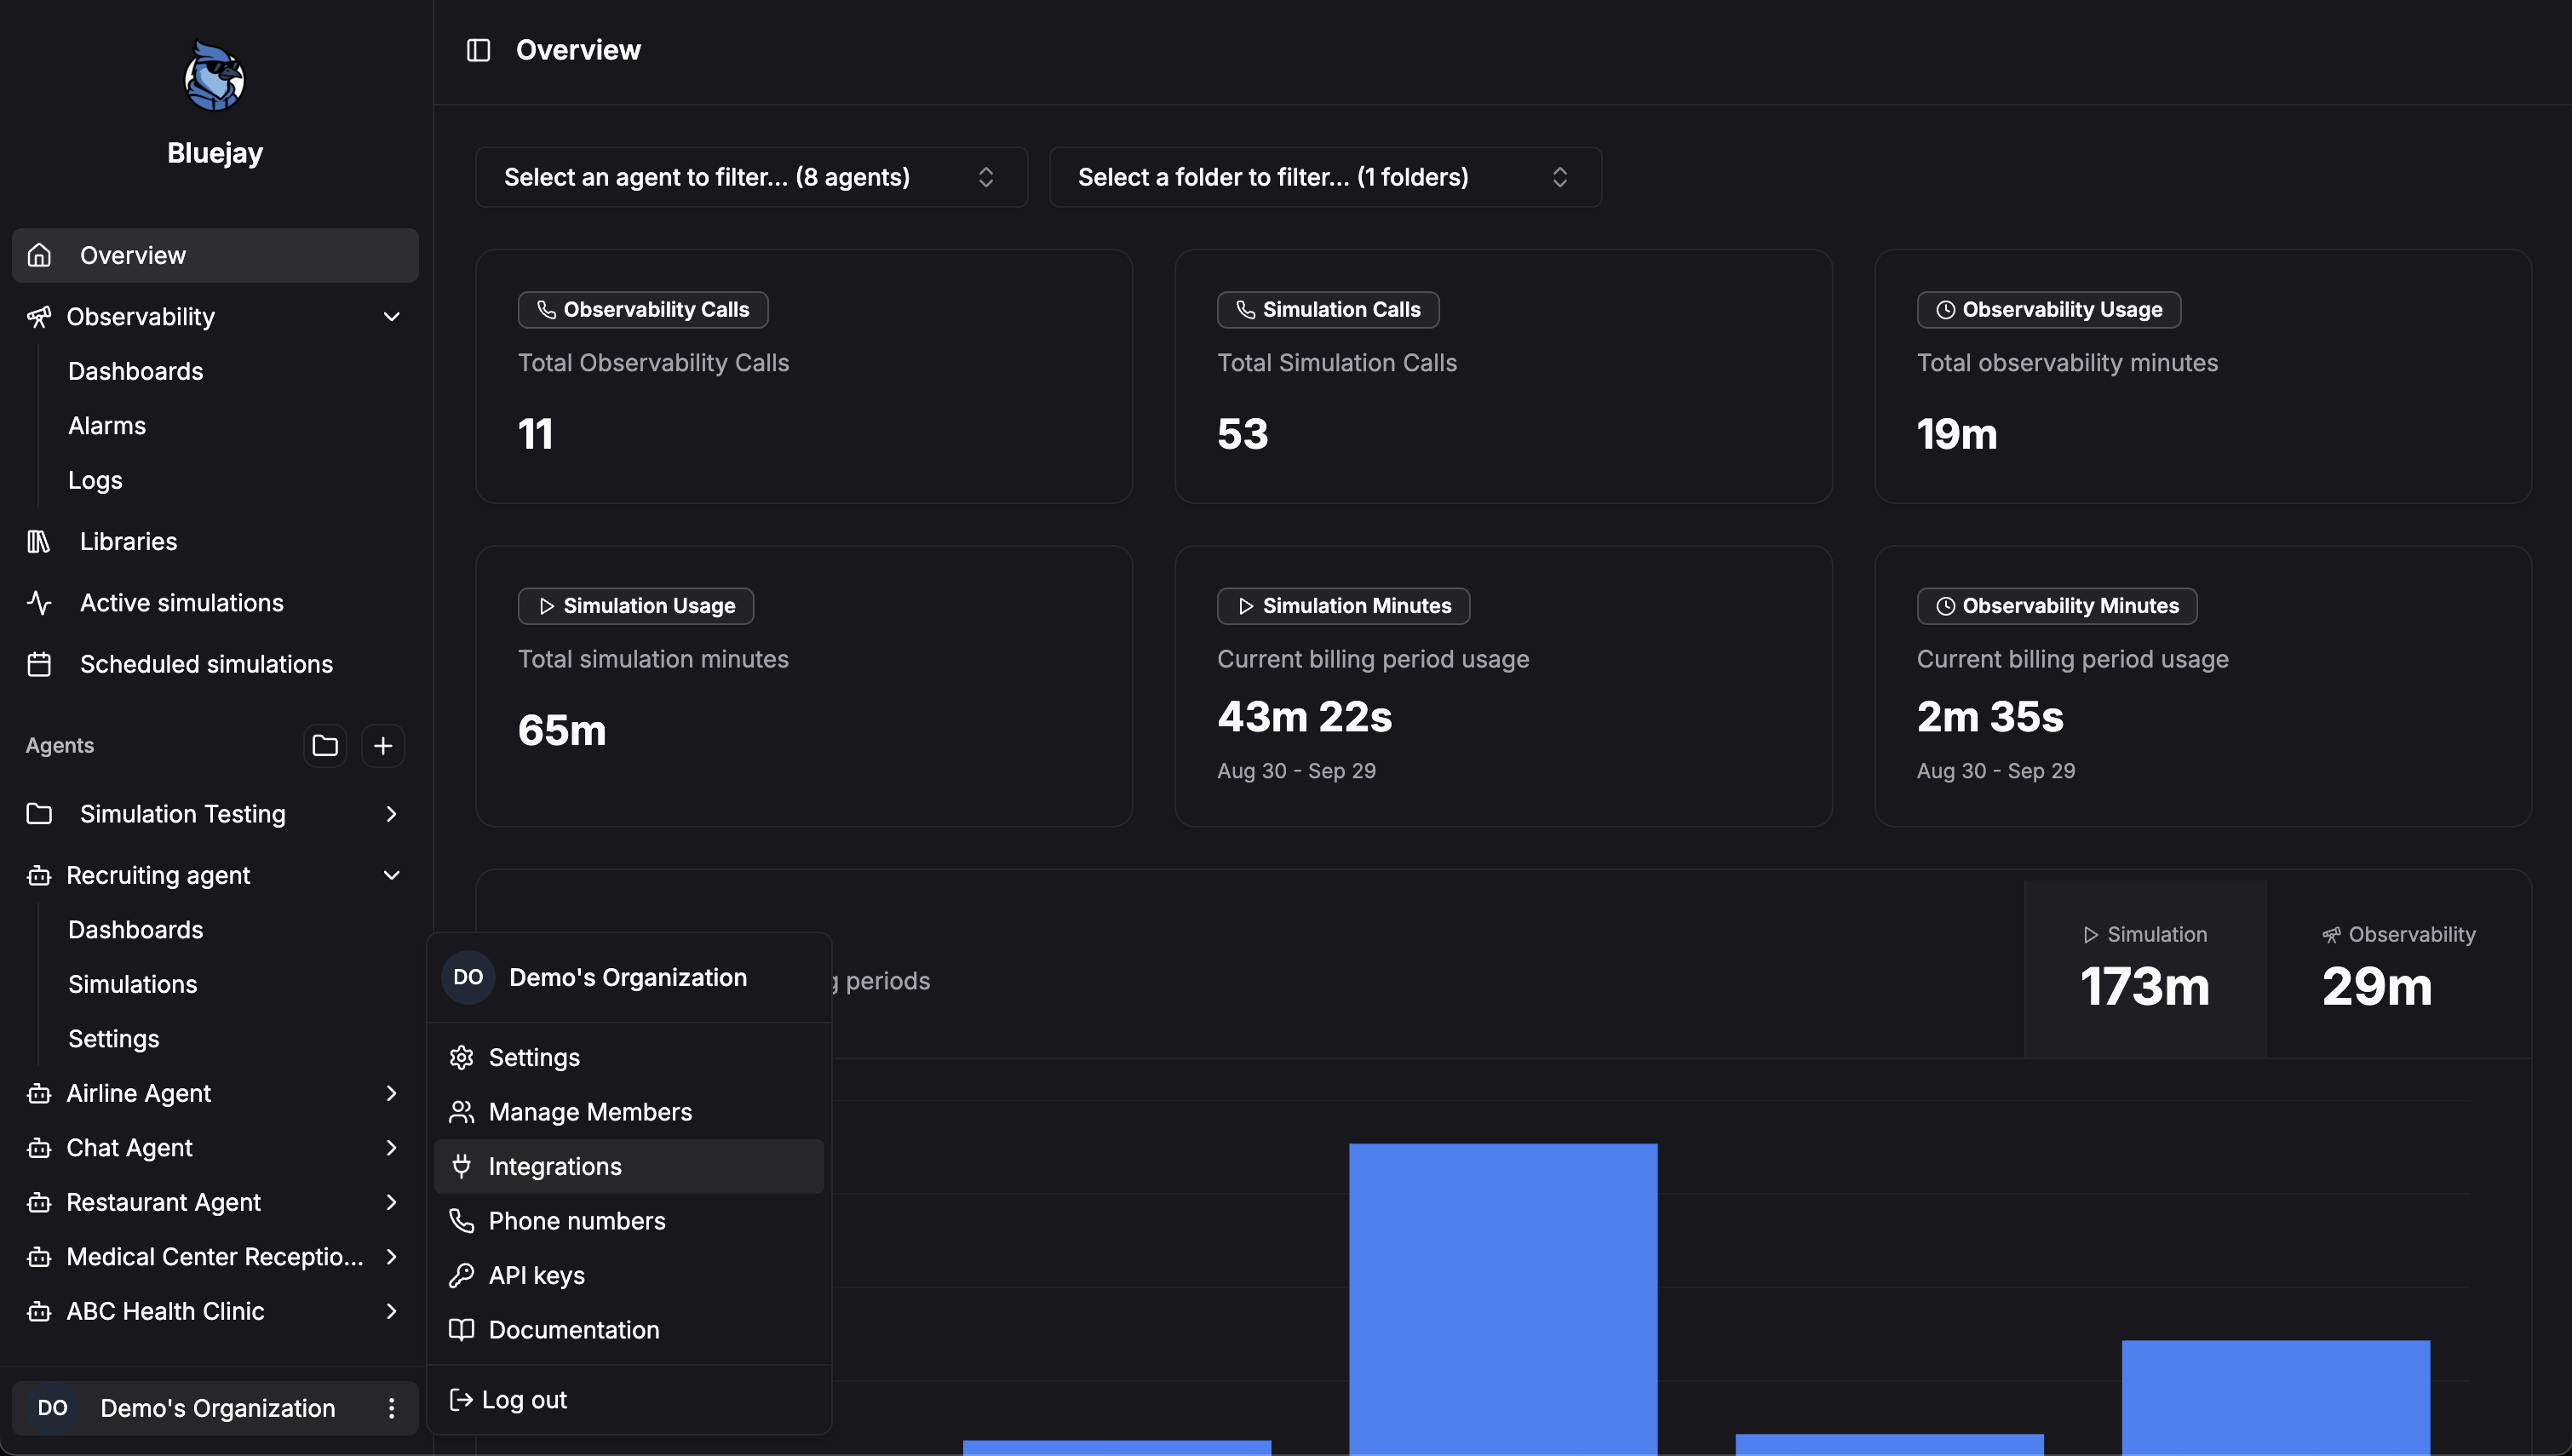 Bluejay
Overview
Observability
Dashboards
Alarms
Logs
Libraries
Active simulations
Scheduled simulations
Agents
Simulation Testing
Recruiting agent
Dashboards
Simulations
Settings
Airline Agent
Chat Agent
Restaurant Agent
Medical Center Receptio...
ABC Health Clinic
DO Demo's Organization
Overview
Select an agent to filter... (8 agents)
Select a folder to filter... (1 folders)
Observability Calls
Total Observability Calls
11
Simulation Calls
Total Simulation Calls
53
Observability Usage
Total observability minutes
19m
Simulation Usage
Total simulation minutes
65m
Simulation Minutes
Current billing period usage
43m 22s
Aug 30 - Sep 29
Observability Minutes
Current billing period usage
2m 35s
Aug 30 - Sep 29
periods
Simulation
173m
Observability
29m
DO Demo's Organization
Settings
Manage Members
Integrations
Phone numbers
API keys
Documentation
Log out